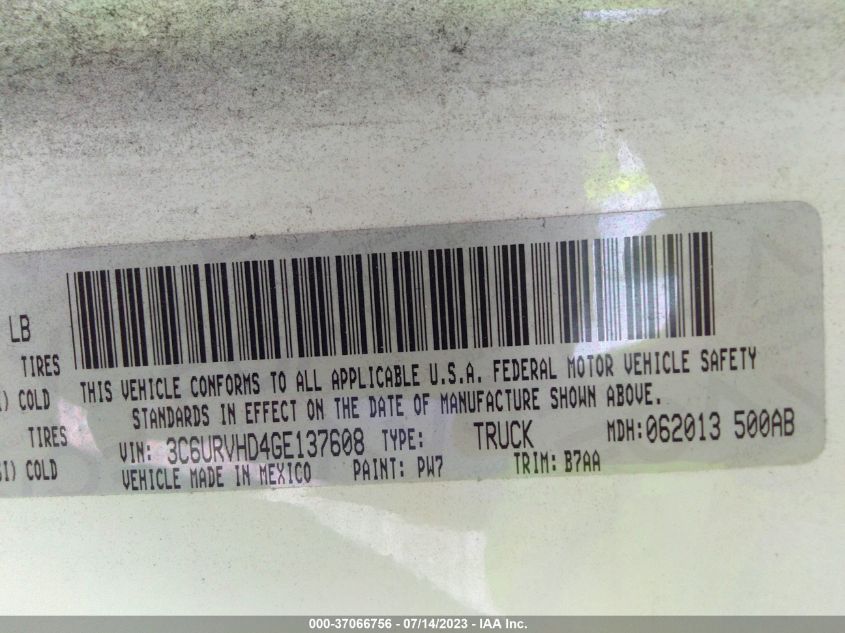 LB
TIRES
I) COLD
TIRES
SI) COLD
THIS VEHICLE CONFORMS TO ALL APPLICABLE U.S.A. FEDERAL MOTOR VEHICLE SAFETY
STANDARDS IN EFFECT ON THE DATE OF MANUFACTURE SHOWN ABOVE.
VIN: 3C6URVHD4GE137608 TYPE: TRUCK MDH:062013 500AB
VEHICLE MADE IN MEXICO PAINT: PW7 TRIM: B7AA
000-37066756 - 07/14/2023 - IAA Inc.